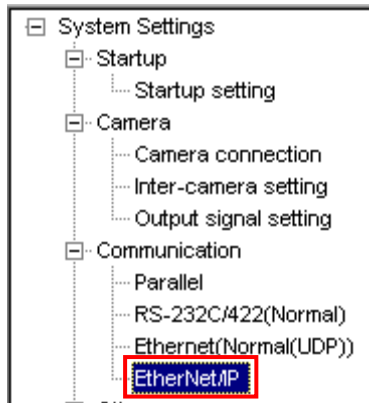 System Settings
Startup
Startup setting
Camera
Camera connection
Inter-camera setting
Output signal setting
Communication
Parallel
RS-232C/422(Normal)
Ethernet(Normal(UDP))
EtherNet/IP